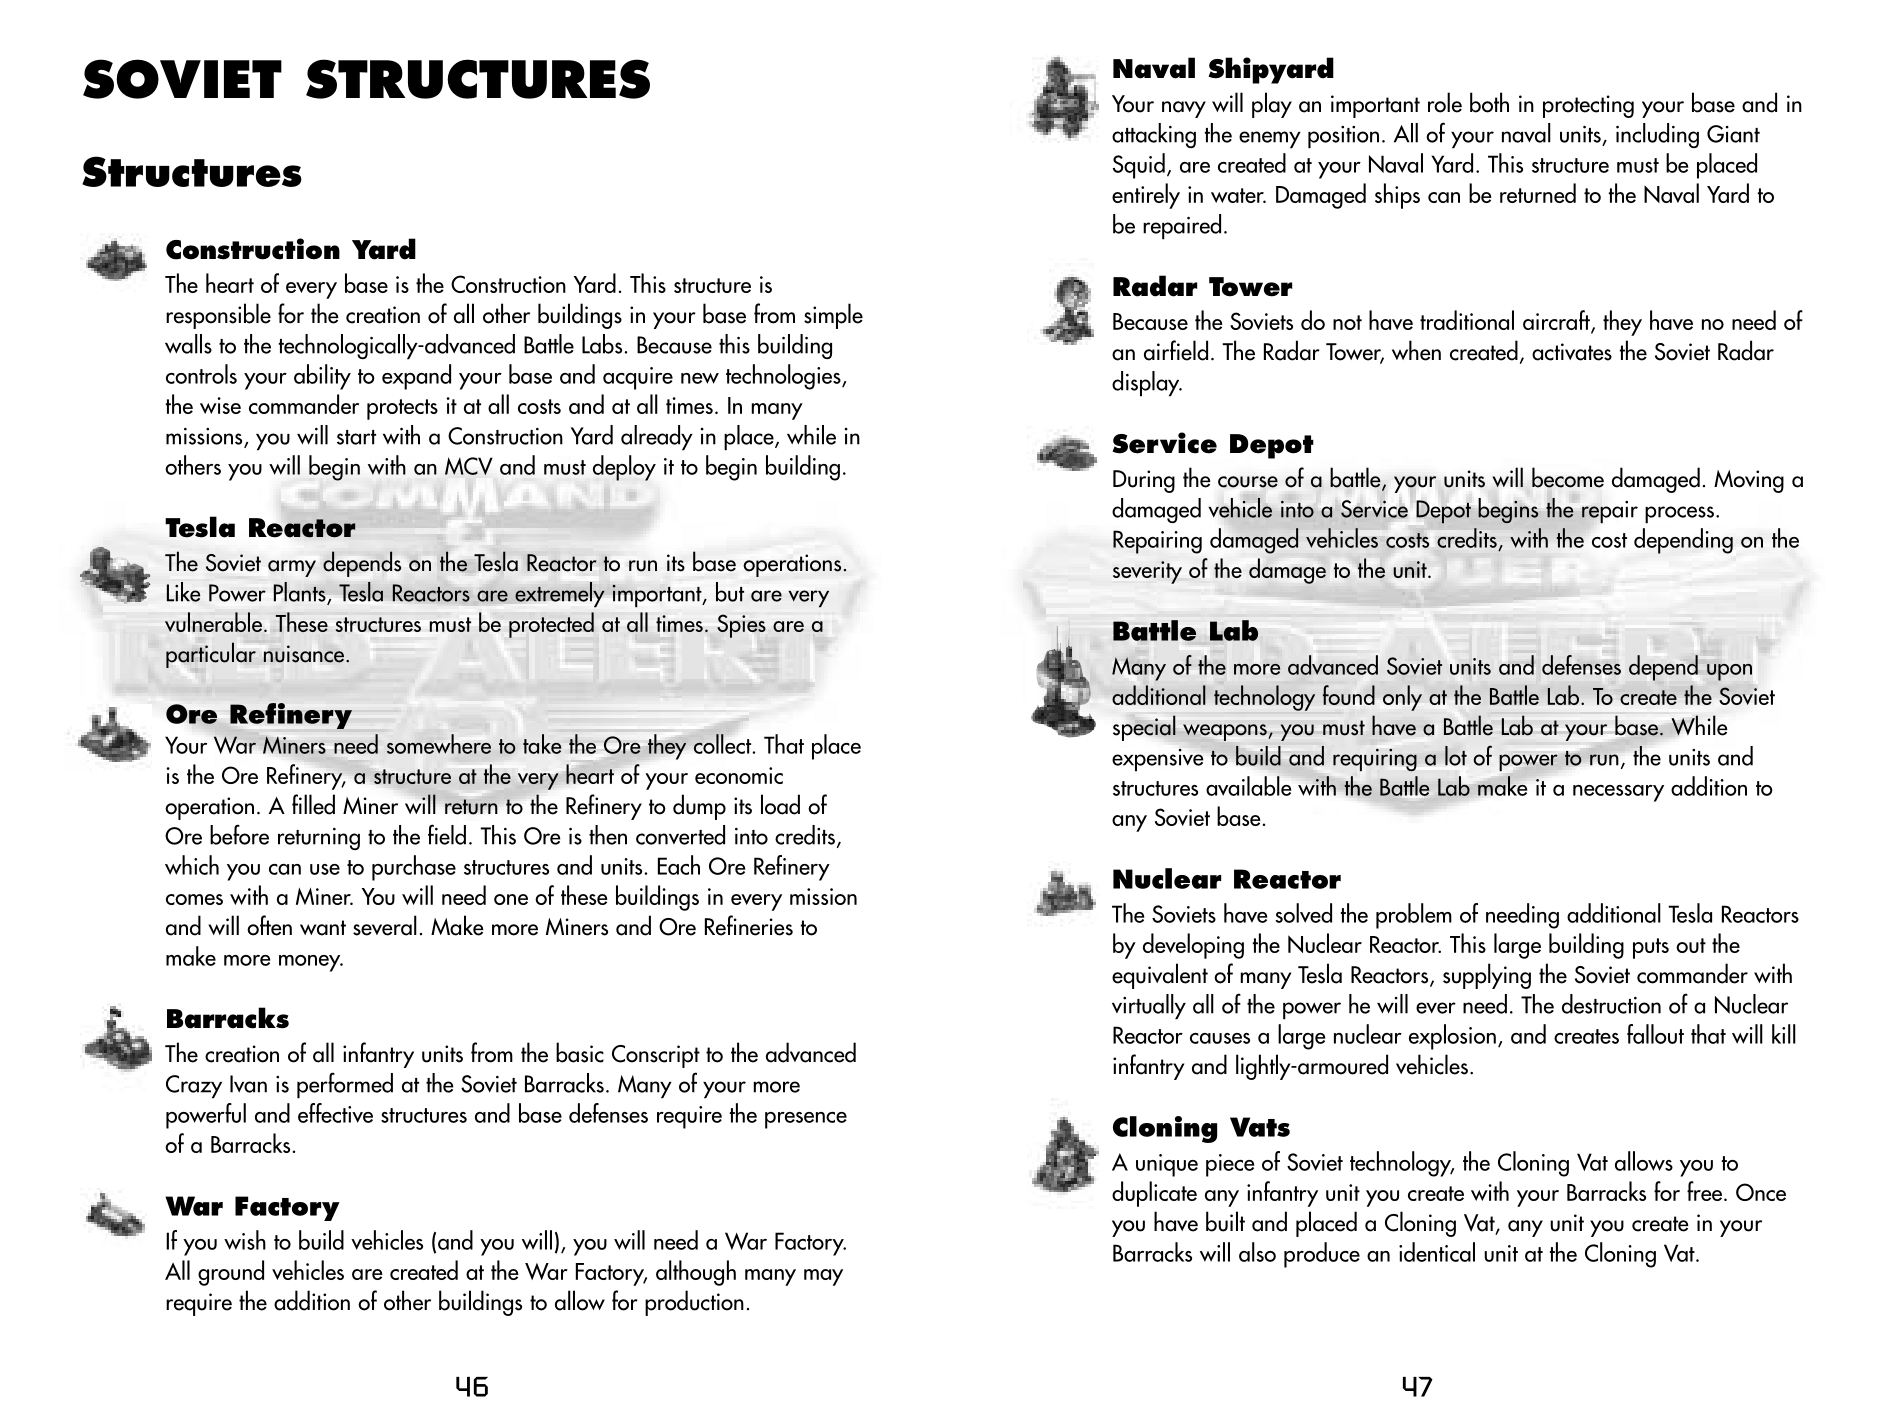 SOVIET STRUCTURES
Structures
Construction Yard
The heart of every base is the Construction Yard. This structure is
responsible for the creation of all other buildings in your base from simple
walls to the technologically-advanced Battle Labs. Because this building
controls your ability to expand your base and acquire new technologies,
the wise commander protects it at all costs and at all times. In many
missions, you will start with a Construction Yard already in place, while in
others you will begin with an MCV and must deploy it to begin building.
Tesla Reactor
The Soviet army depends on the Tesla Reactor to run its base operations.
Like Power Plants, Tesla Reactors are extremely important, but are very
vulnerable. These structures must be protected at all times. Spies are a
particular nuisance.
Ore Refinery
Your War Miners need somewhere to take the Ore they collect. That place
is the Ore Refinery, a structure at the very heart of your economic
operation. A filled Miner will return to the Refinery to dump its load of
Ore before returning to the field. This Ore is then converted into credits,
which you can use to purchase structures and units. Each Ore Refinery
comes with a Miner. You will need one of these buildings in every mission
and will often want several. Make more Miners and Ore Refineries to
make more money.
Barracks
The creation of all infantry units from the basic Conscript to the advanced
Crazy Ivan is performed at the Soviet Barracks. Many of your more
powerful and effective structures and base defenses require the presence
of a Barracks.
War Factory
If you wish to build vehicles (and you will), you will need a War Factory.
All ground vehicles are created at the War Factory, although many may
require the addition of other buildings to allow for production.
COMMAND
&
RED ALERT
2
46
Naval Shipyard
Your navy will play an important role both in protecting your base and in
attacking the enemy position. All of your naval units, including Giant
Squid, are created at your Naval Yard. This structure must be placed
entirely in water. Damaged ships can be returned to the Naval Yard to
be repaired.
Radar Tower
Because the Soviets do not have traditional aircraft, they have no need of
an airfield. The Radar Tower, when created, activates the Soviet Radar
display.
Service Depot
During the course of a battle, your units will become damaged. Moving a
damaged vehicle into a Service Depot begins the repair process.
Repairing damaged vehicles costs credits, with the cost depending on the
severity of the damage to the unit.
Battle Lab
Many of the more advanced Soviet units and defenses depend upon
additional technology found only at the Battle Lab. To create the Soviet
special weapons, you must have a Battle Lab at your base. While
expensive to build and requiring a lot of power to run, the units and
structures available with the Battle Lab make it a necessary addition to
any Soviet base.
Nuclear Reactor
The Soviets have solved the problem of needing additional Tesla Reactors
by developing the Nuclear Reactor. This large building puts out the
equivalent of many Tesla Reactors, supplying the Soviet commander with
virtually all of the power he will ever need. The destruction of a Nuclear
Reactor causes a large nuclear explosion, and creates fallout that will kill
infantry and lightly-armoured vehicles.
Cloning Vats
A unique piece of Soviet technology, the Cloning Vat allows you to
duplicate any infantry unit you create with your Barracks for free. Once
you have built and placed a Cloning Vat, any unit you create in your
Barracks will also produce an identical unit at the Cloning Vat.
COMMAND
&
RED ALERT
47